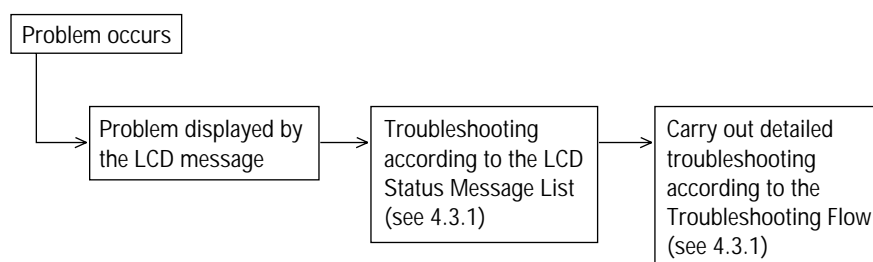 Problem occurs
Problem displayed by
the LCD message
Troubleshooting
according to the LCD
Status Message List
(see 4.3.1)
Carry out detailed
troubleshooting
according to the
Troubleshooting Flow
(see 4.3.1)